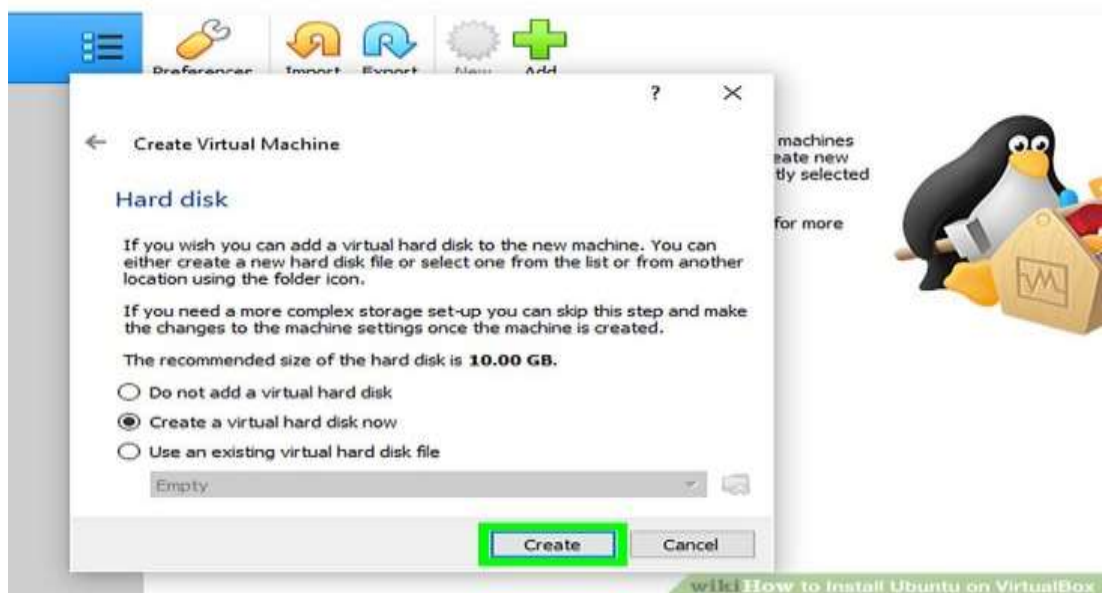 Preferences Import Export New Add
? ×
← Create Virtual Machine
Hard disk
If you wish you can add a virtual hard disk to the new machine. You can
either create a new hard disk file or select one from the list or from another
location using the folder icon.
If you need a more complex storage set-up you can skip this step and make
the changes to the machine settings once the machine is created.
The recommended size of the hard disk is 10.00 GB.
Do not add a virtual hard disk
Create a virtual hard disk now
Use an existing virtual hard disk file
Empty
Create Cancel
machines
eate new
tly selected
for more
wikiHow to Install Ubuntu on VirtualBox